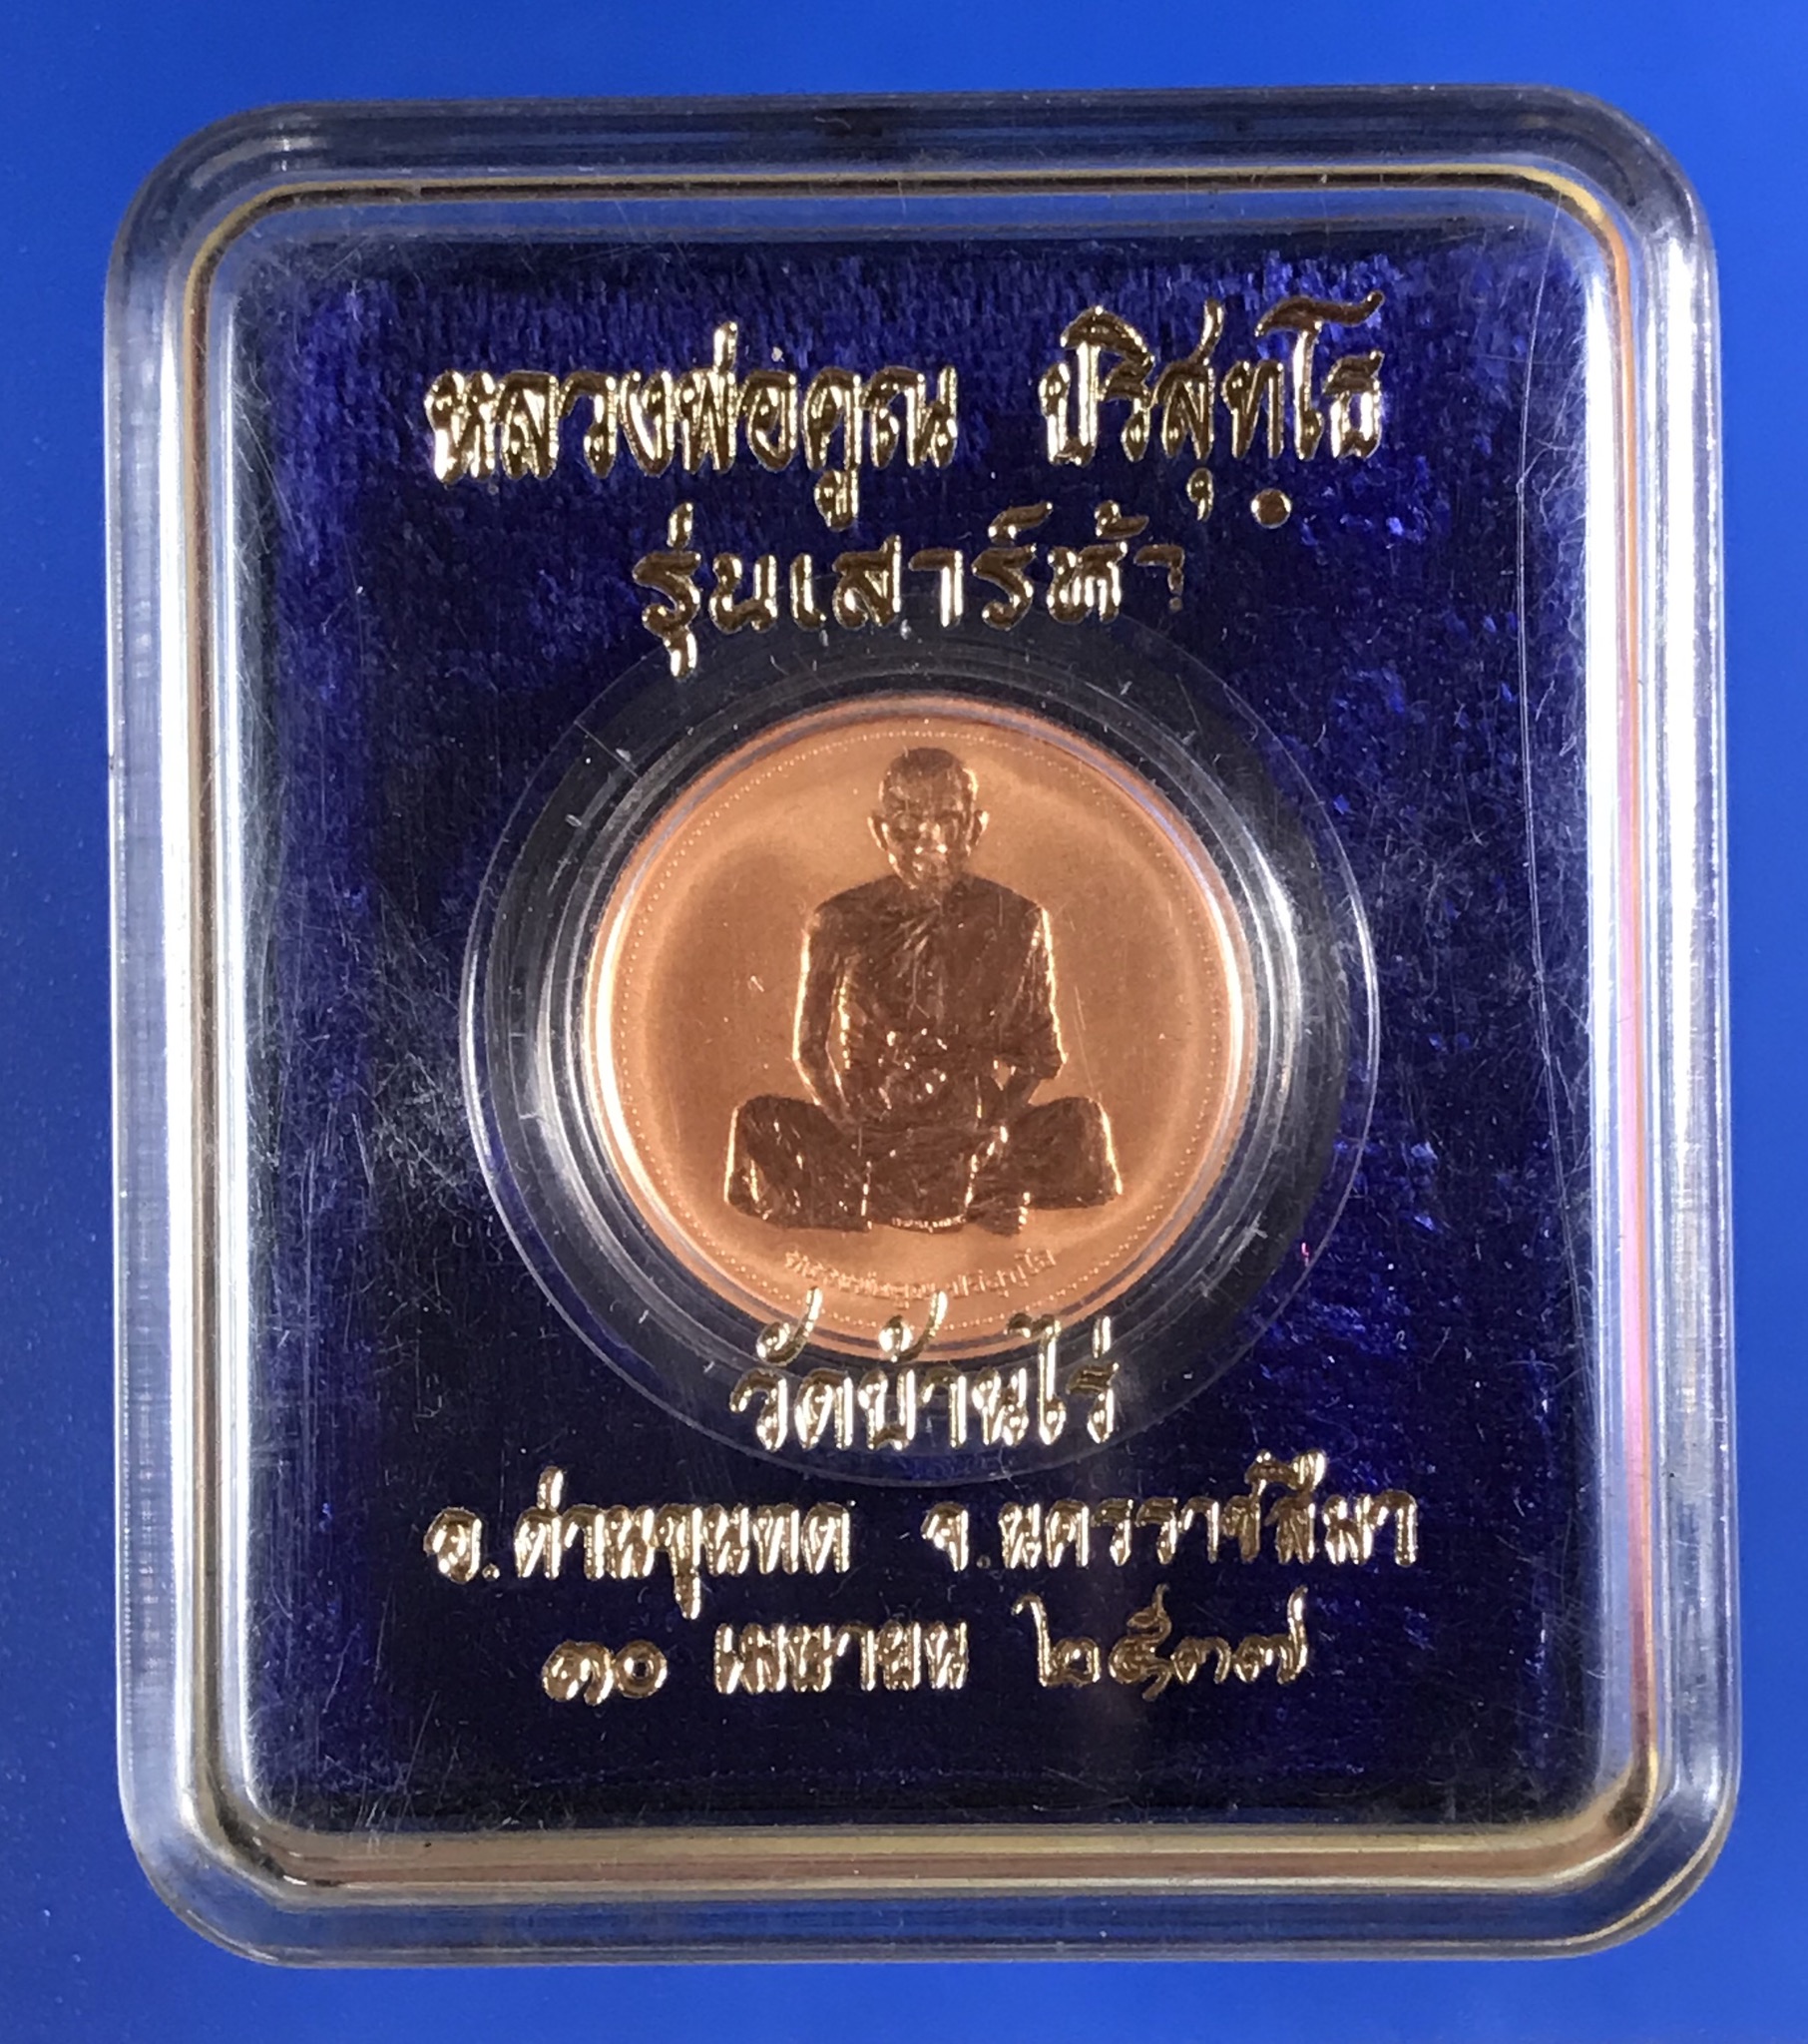 หลวงพ่อคูณ ปริสุทฺโธ
รุ่นเสาร์ห้า
วัดบ้านไร่
อ.ด่านขุนทด จ.นครราชสีมา
๓๐ เมษายน ๒๕๓๗